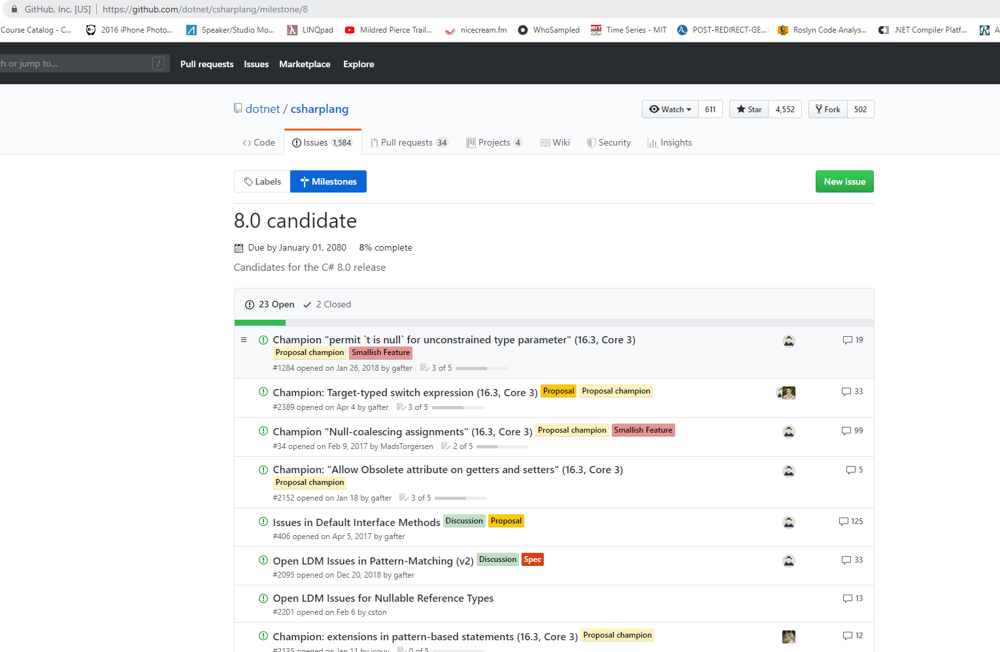 GitHub, Inc. [US] https://github.com/dotnet/csharplang/milestone/8
Course Catalog - C... 2016 iPhone Photo... Speaker/Studio Mo... LINQpad Mildred Pierce Trail... nicecream.fm WhoSampled MIT OCW Time Series - MIT POST-REDIRECT-GE... Roslyn Code Analys... .NET Compiler Platf... A
ch or jump to... / Pull requests Issues Marketplace Explore
dotnet / csharplang Watch 611 Star 4,552 Fork 502
Code Issues 1,584 Pull requests 34 Projects 4 Wiki Security Insights
Labels Milestones New issue
8.0 candidate
Due by January 01, 2080 8% complete
Candidates for the C# 8.0 release
23 Open 2 Closed
Champion "permit `t is null` for unconstrained type parameter" (16.3, Core 3) 19
Proposal champion Smallish Feature
#1284 opened on Jan 26, 2018 by gafter 3 of 5
Champion: Target-typed switch expression (16.3, Core 3) Proposal Proposal champion 33
#2389 opened on Apr 4 by gafter 3 of 5
Champion "Null-coalescing assignments" (16.3, Core 3) Proposal champion Smallish Feature 99
#34 opened on Feb 9, 2017 by MadsTorgersen 2 of 5
Champion: "Allow Obsolete attribute on getters and setters" (16.3, Core 3) 5
Proposal champion
#2152 opened on Jan 18 by gafter 3 of 5
Issues in Default Interface Methods Discussion Proposal 125
#406 opened on Apr 5, 2017 by gafter
Open LDM Issues in Pattern-Matching (v2) Discussion Spec 33
#2095 opened on Dec 20, 2018 by gafter
Open LDM Issues for Nullable Reference Types 13
#2201 opened on Feb 6 by cston
Champion: extensions in pattern-based statements (16.3, Core 3) Proposal champion 12
#2135 opened on Jan 11 by jcouv 0 of 5